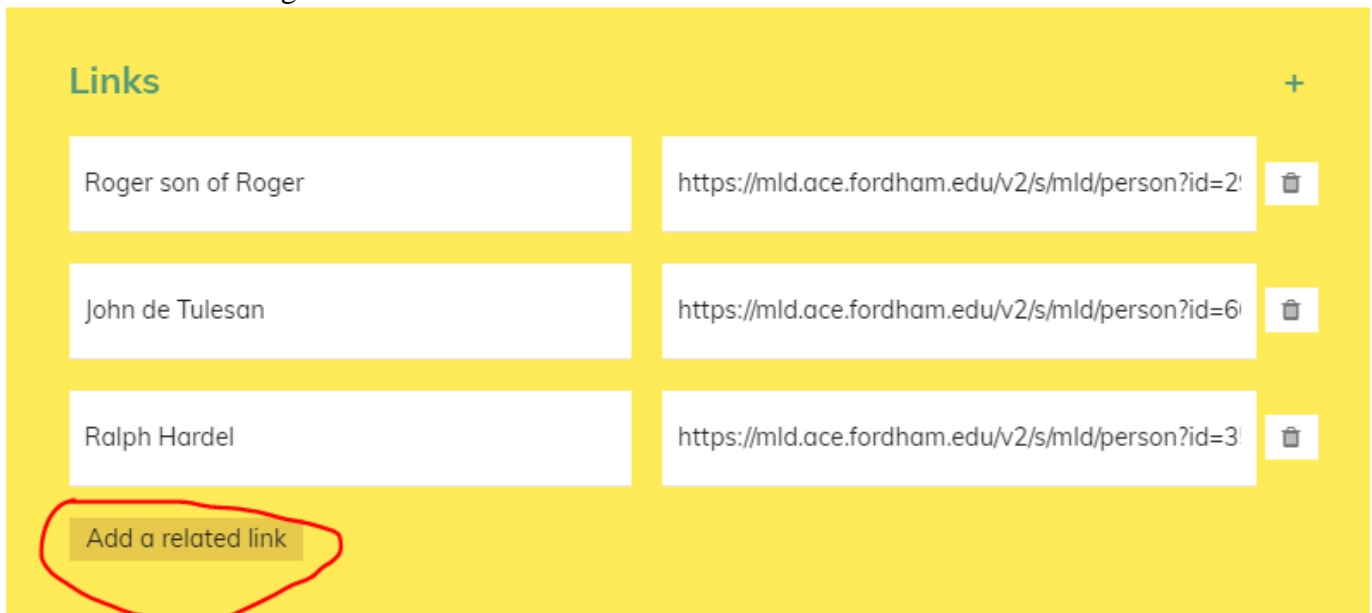 Links +
Roger son of Roger https://mld.ace.fordham.edu/v2/s/mld/person?id=2
John de Tulesan https://mld.ace.fordham.edu/v2/s/mld/person?id=6
Ralph Hardel https://mld.ace.fordham.edu/v2/s/mld/person?id=3
Add a related link